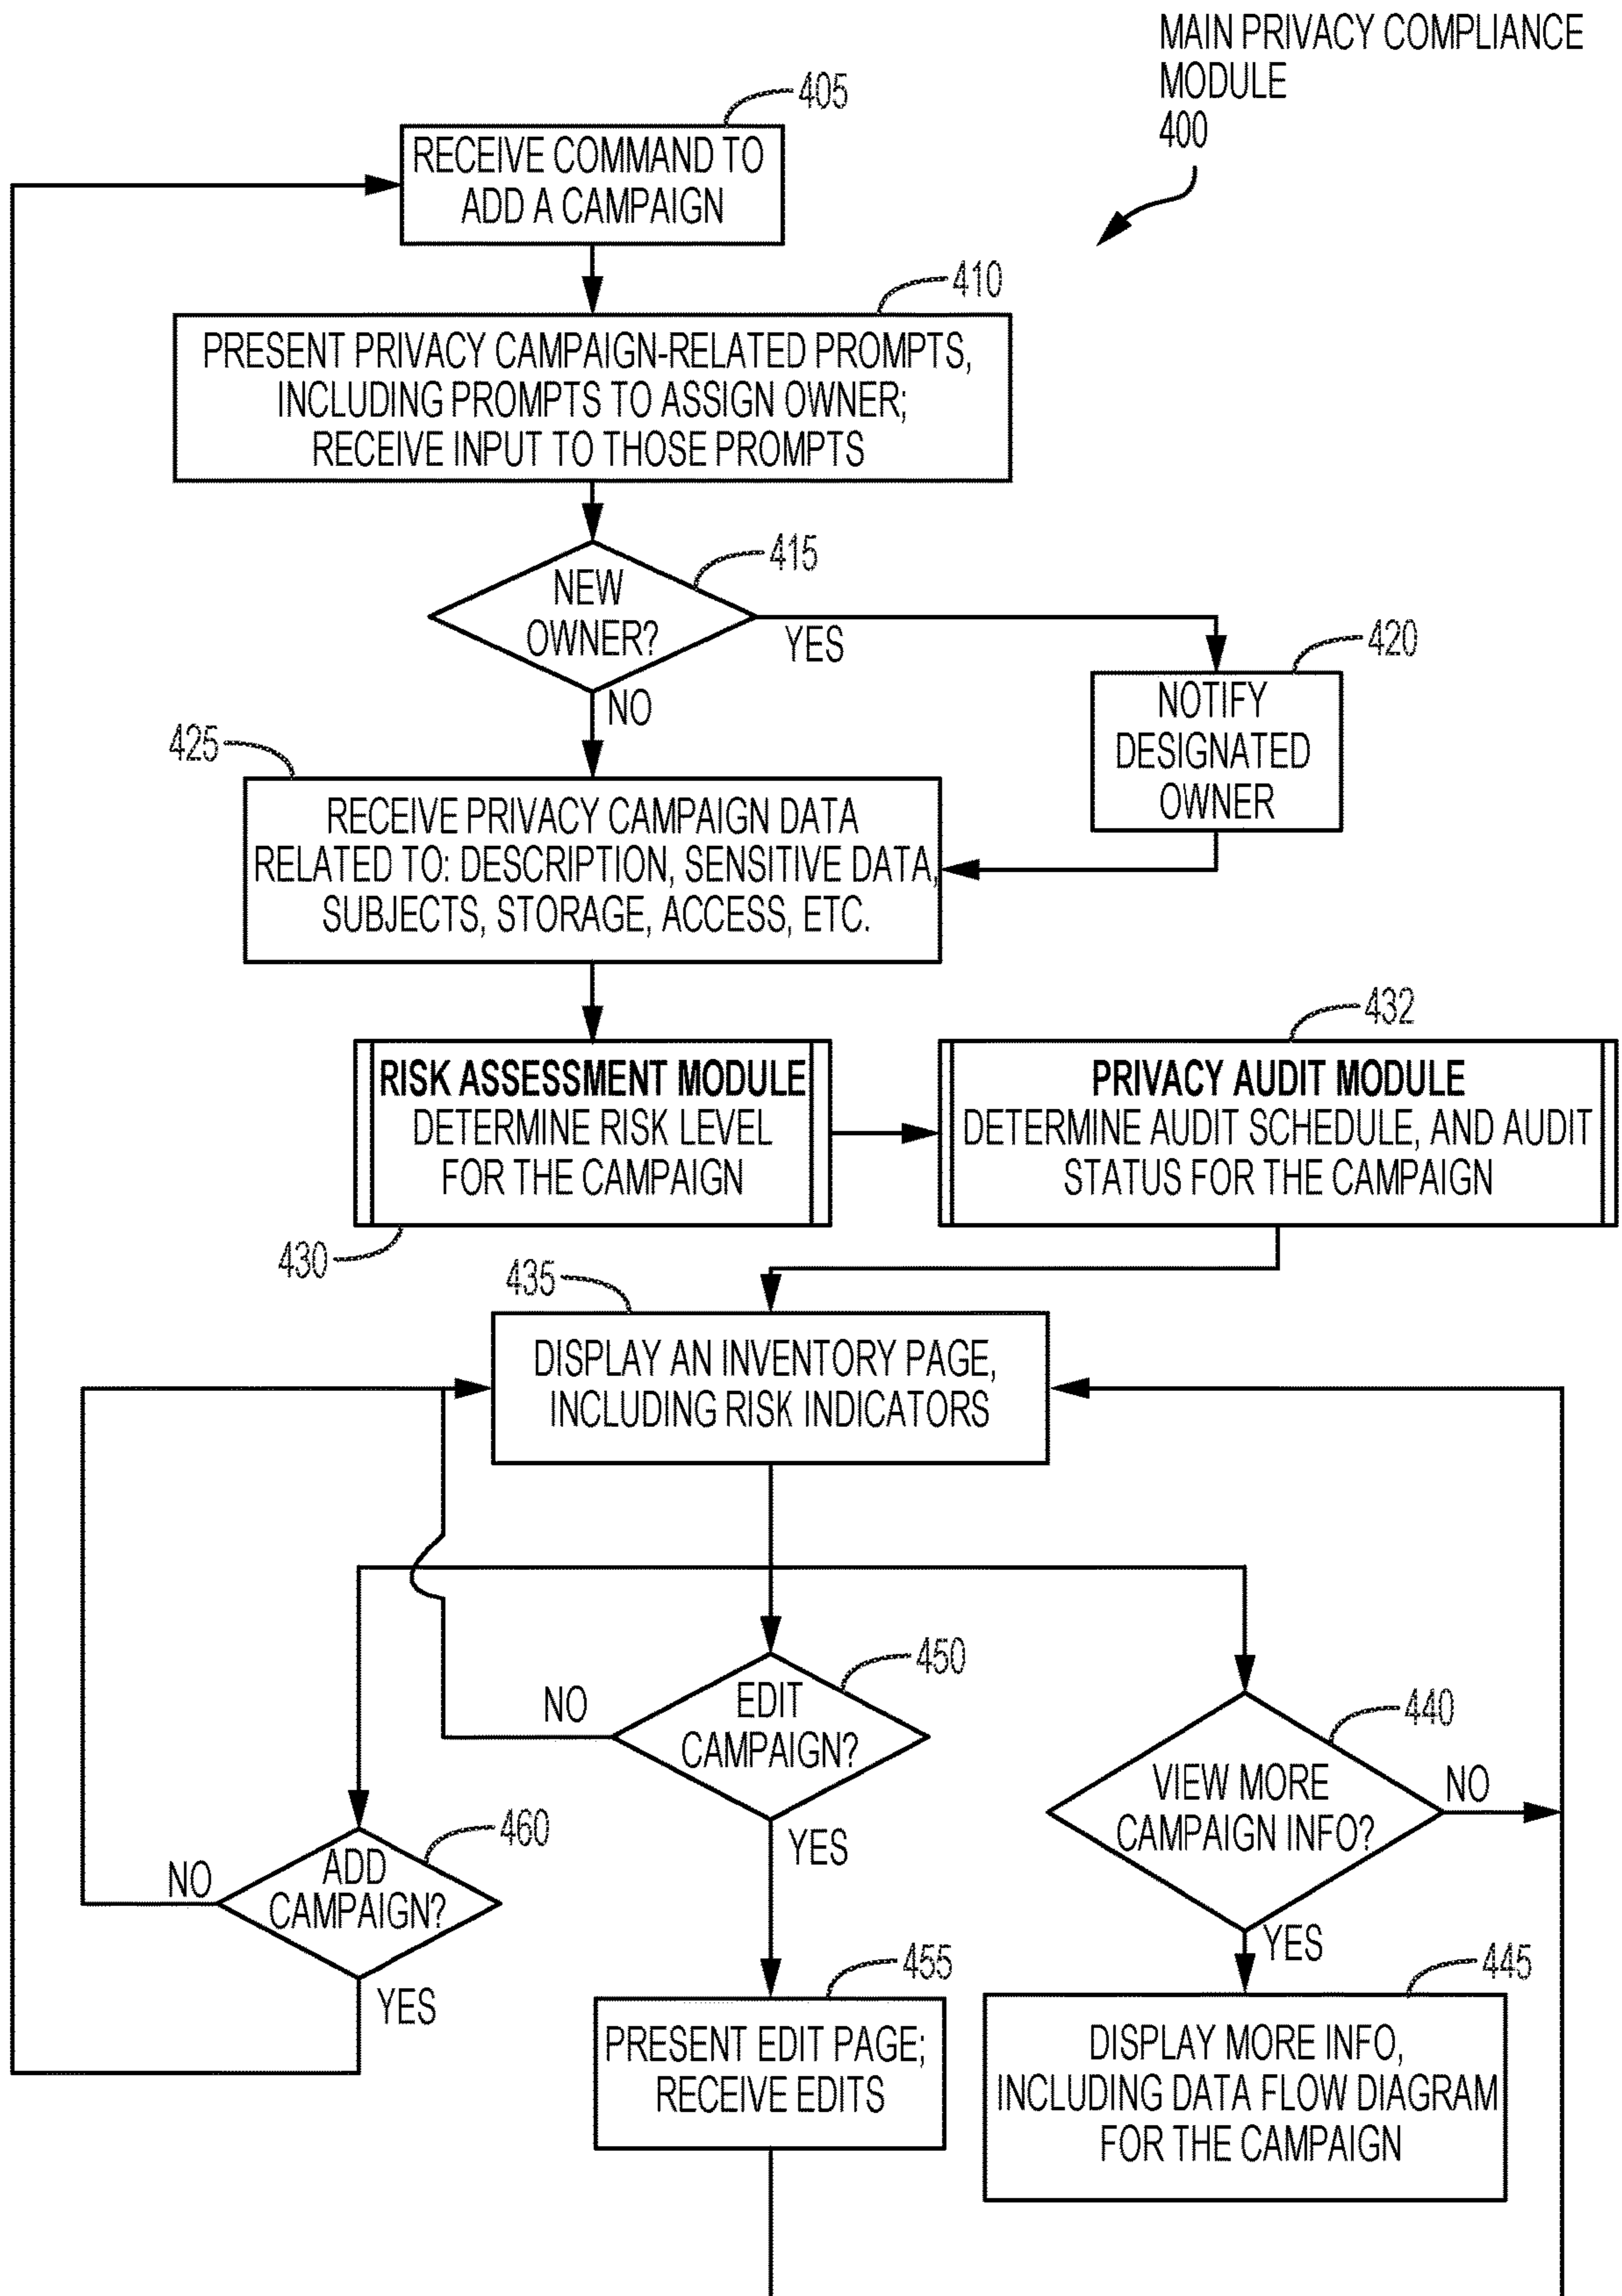 MAIN PRIVACY COMPLIANCE
MODULE
400
405
RECEIVE COMMAND TO
ADD A CAMPAIGN
410
PRESENT PRIVACY CAMPAIGN-RELATED PROMPTS,
INCLUDING PROMPTS TO ASSIGN OWNER;
RECEIVE INPUT TO THOSE PROMPTS
415
NEW
OWNER?
YES
NO
420
NOTIFY
DESIGNATED
OWNER
425
RECEIVE PRIVACY CAMPAIGN DATA
RELATED TO: DESCRIPTION, SENSITIVE DATA,
SUBJECTS, STORAGE, ACCESS, ETC.
RISK ASSESSMENT MODULE
DETERMINE RISK LEVEL
FOR THE CAMPAIGN
430
432
PRIVACY AUDIT MODULE
DETERMINE AUDIT SCHEDULE, AND AUDIT
STATUS FOR THE CAMPAIGN
435
DISPLAY AN INVENTORY PAGE,
INCLUDING RISK INDICATORS
450
EDIT
CAMPAIGN?
NO
YES
440
VIEW MORE
CAMPAIGN INFO?
NO
YES
460
ADD
CAMPAIGN?
NO
YES
455
PRESENT EDIT PAGE;
RECEIVE EDITS
445
DISPLAY MORE INFO,
INCLUDING DATA FLOW DIAGRAM
FOR THE CAMPAIGN